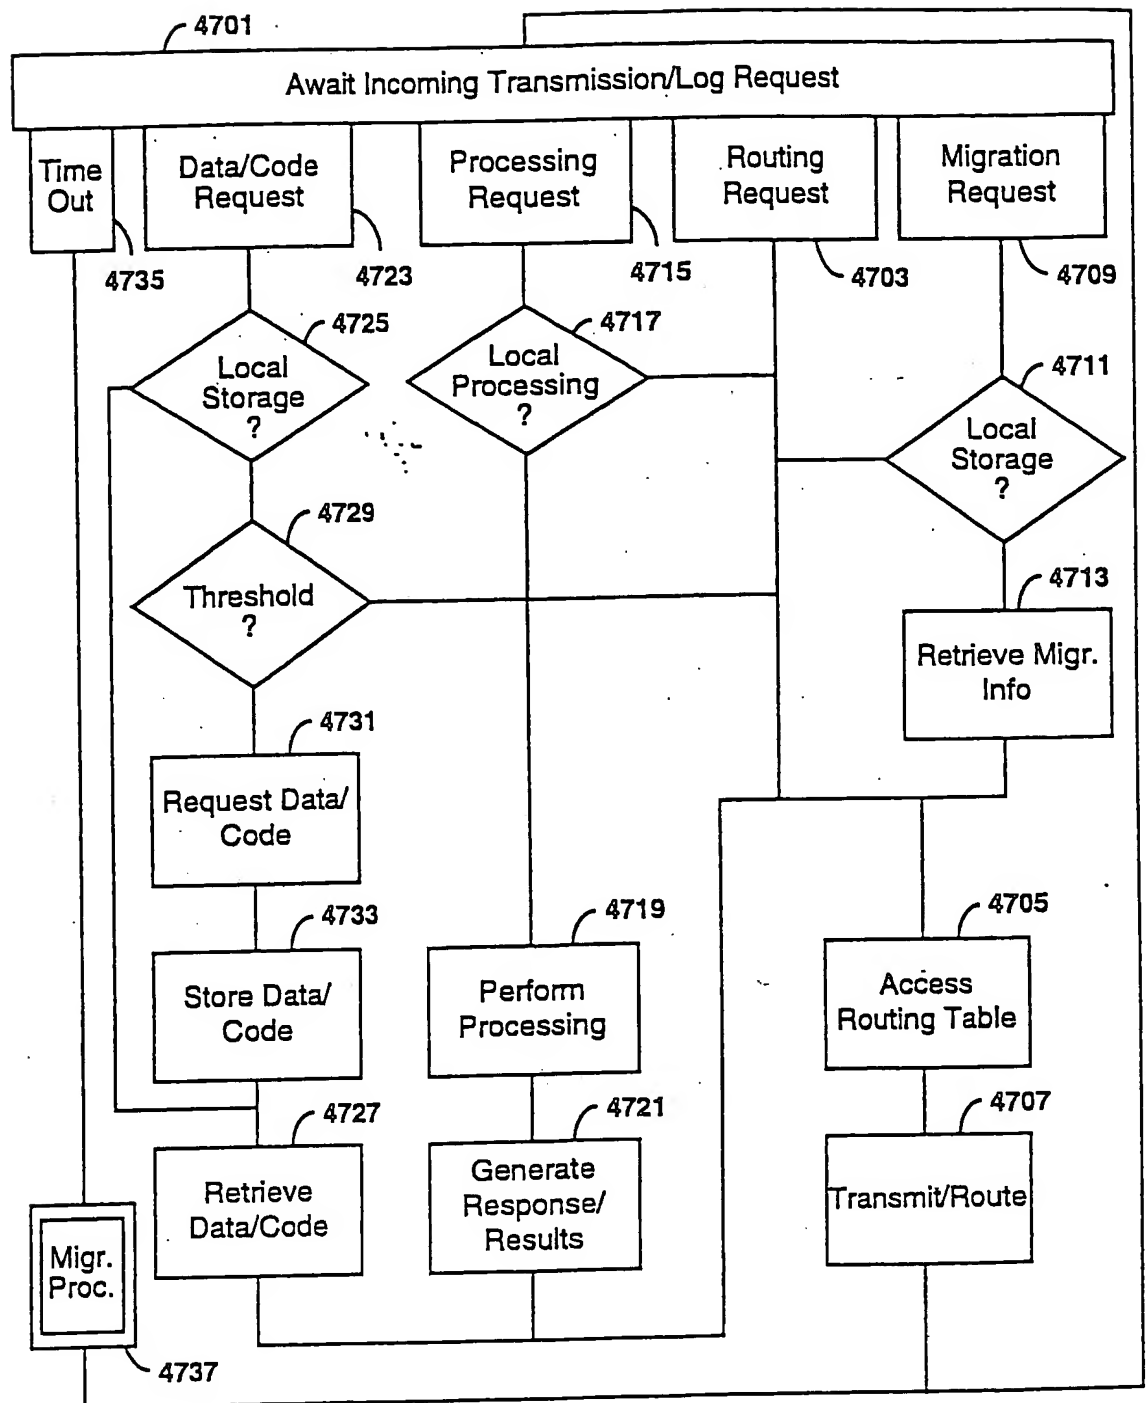 4701
Await Incoming Transmission/Log Request
Time
Out
Data/Code
Request
Processing
Request
Routing
Request
Migration
Request
4735
4723
4715
4703
4709
4725
Local
Storage
?
4717
Local
Processing
?
4711
Local
Storage
?
4729
Threshold
?
4713
Retrieve Migr.
Info
4731
Request Data/
Code
4733
Store Data/
Code
4719
Perform
Processing
4705
Access
Routing Table
4727
Retrieve
Data/Code
4721
Generate
Response/
Results
4707
Transmit/Route
Migr.
Proc.
4737